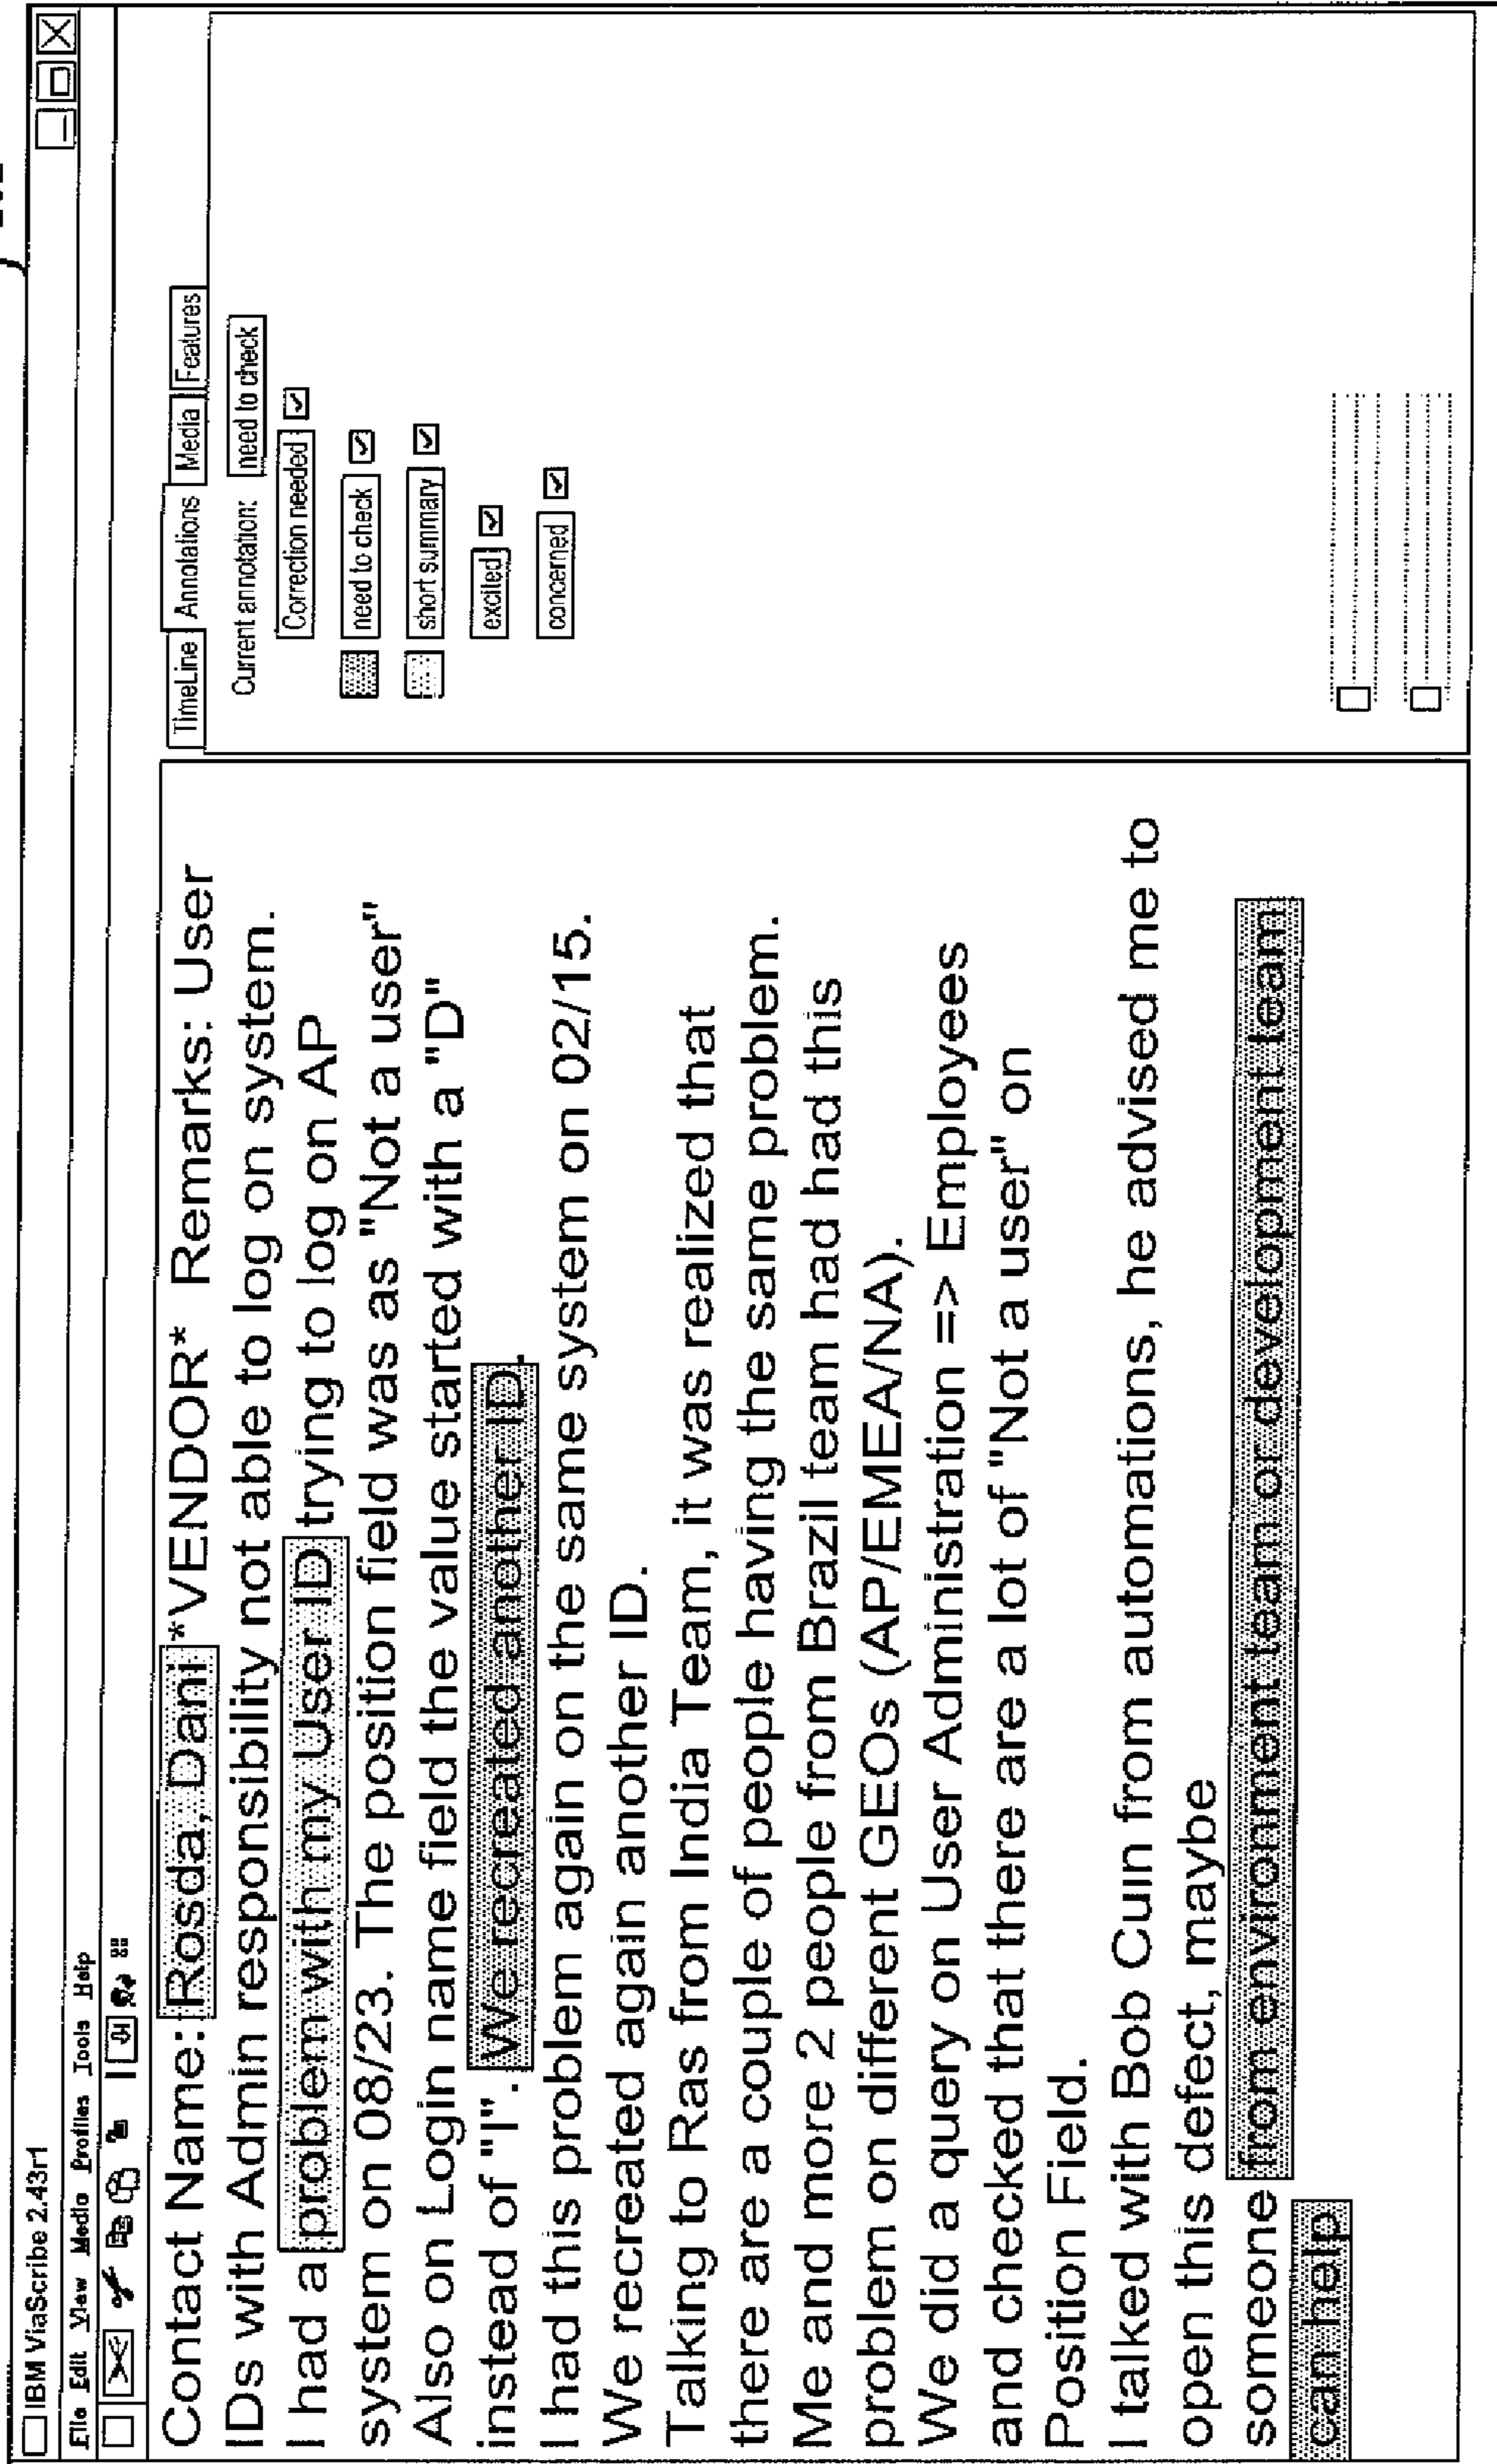 IBM ViaScribe 2.43r1
File Edit View Media Profiles Tools Help
Contact Name: Rosda, Dani *VENDOR* Remarks: User
IDs with Admin responsibility not able to log on system.
I had a problem with my User ID trying to log on AP
system on 08/23. The position field was as "Not a user"
Also on Login name field the value started with a "D"
instead of "I". We recreated another ID.
I had this problem again on the same system on 02/15.
We recreated again another ID.
Talking to Ras from India Team, it was realized that
there are a couple of people having the same problem.
Me and more 2 people from Brazil team had had this
problem on different GEOs (AP/EMEA/NA).
We did a query on User Administration => Employees
and checked that there are a lot of "Not a user" on
Position Field.
I talked with Bob Cuin from automations, he advised me to
open this defect, maybe
someone from environment team or development team
can help
TimeLine Annotations Media Features
Current annotation: need to check
Correction needed
need to check
short summary
excited
concerned